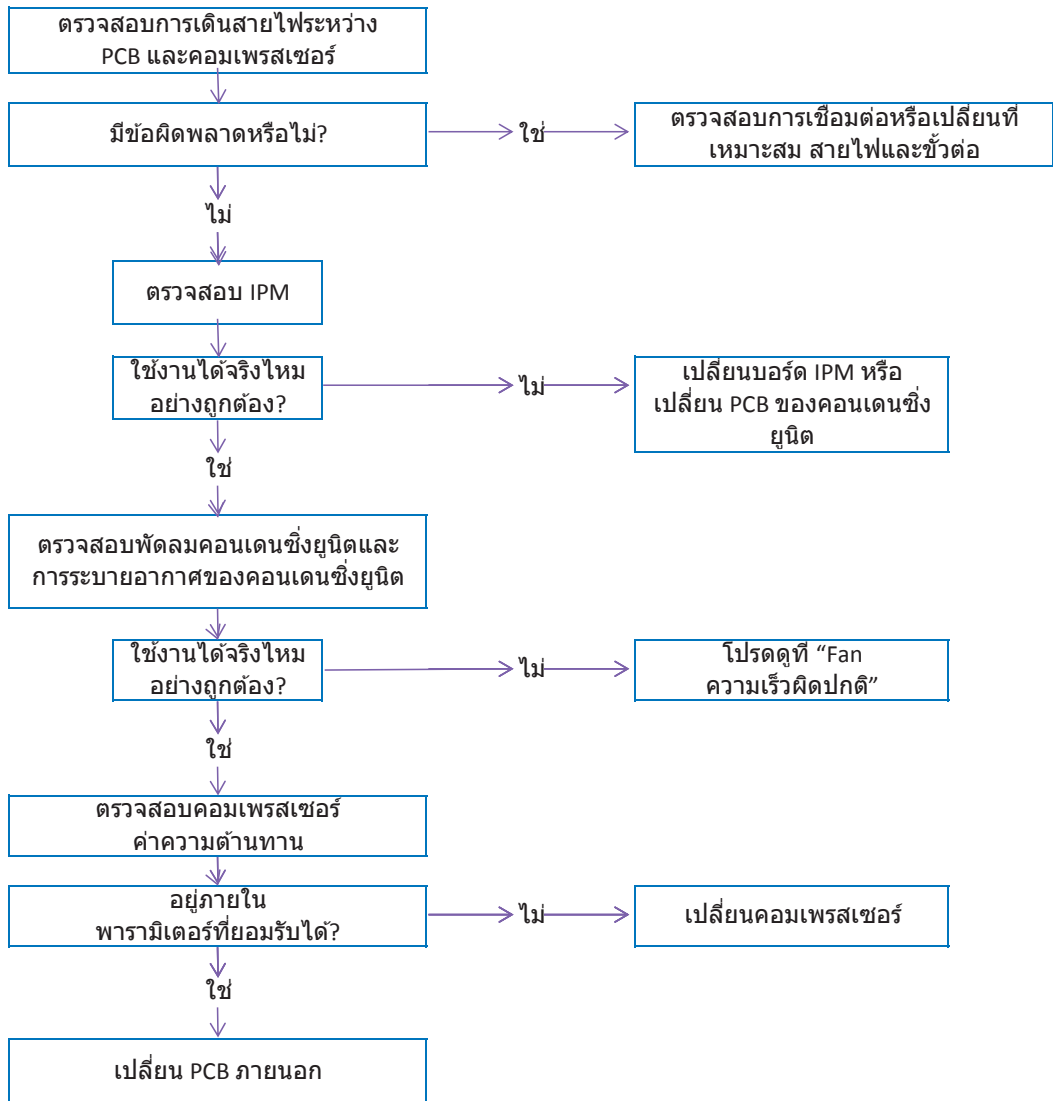 ตรวจสอบการเดินสายไฟระหว่าง
PCB และคอมเพรสเซอร์
มีข้อผิดพลาดหรือไม่?
ใช่
ตรวจสอบการเชื่อมต่อหรือเปลี่ยนที่
เหมาะสม สายไฟและขั้วต่อ
ไม่
ตรวจสอบ IPM
ใช้งานได้จริงไหม
อย่างถูกต้อง?
ไม่
เปลี่ยนบอร์ด IPM หรือ
เปลี่ยน PCB ของคอนเดนซิ่ง
ยูนิต
ใช่
ตรวจสอบพัดลมคอนเดนซิ่งยูนิตและ
การระบายอากาศของคอนเดนซิ่งยูนิต
ใช้งานได้จริงไหม
อย่างถูกต้อง?
ไม่
โปรดดูที่ “Fan
ความเร็วผิดปกติ”
ใช่
ตรวจสอบคอมเพรสเซอร์
ค่าความต้านทาน
อยู่ภายใน
พารามิเตอร์ที่ยอมรับได้?
ไม่
เปลี่ยนคอมเพรสเซอร์
ใช่
เปลี่ยน PCB ภายนอก